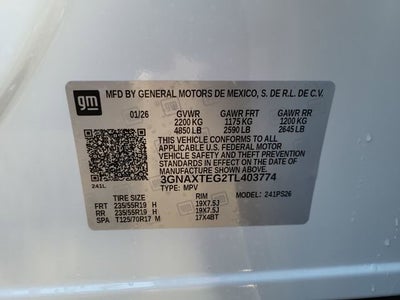 gm
MFD BY GENERAL MOTORS DE MEXICO, S. DE R.L. DE C.V.
01/26 GVWR GAWR FRT GAWR RR
2200 KG 1175 KG 1200 KG
4850 LB 2590 LB 2645 LB
THIS VEHICLE CONFORMS TO ALL
APPLICABLE U.S. FEDERAL MOTOR
VEHICLE SAFETY AND THEFT PREVENTION
STANDARDS IN EFFECT ON THE DATE OF
MANUFACTURE SHOWN ABOVE.
3GNAXTEG2TL403774
241L TYPE: MPV MODEL: 241PS26
TIRE SIZE RIM
FRT 235/55R19 H 19X7.5J
RR 235/55R19 H 19X7.5J
SPA T125/70R17 M 17X4BT